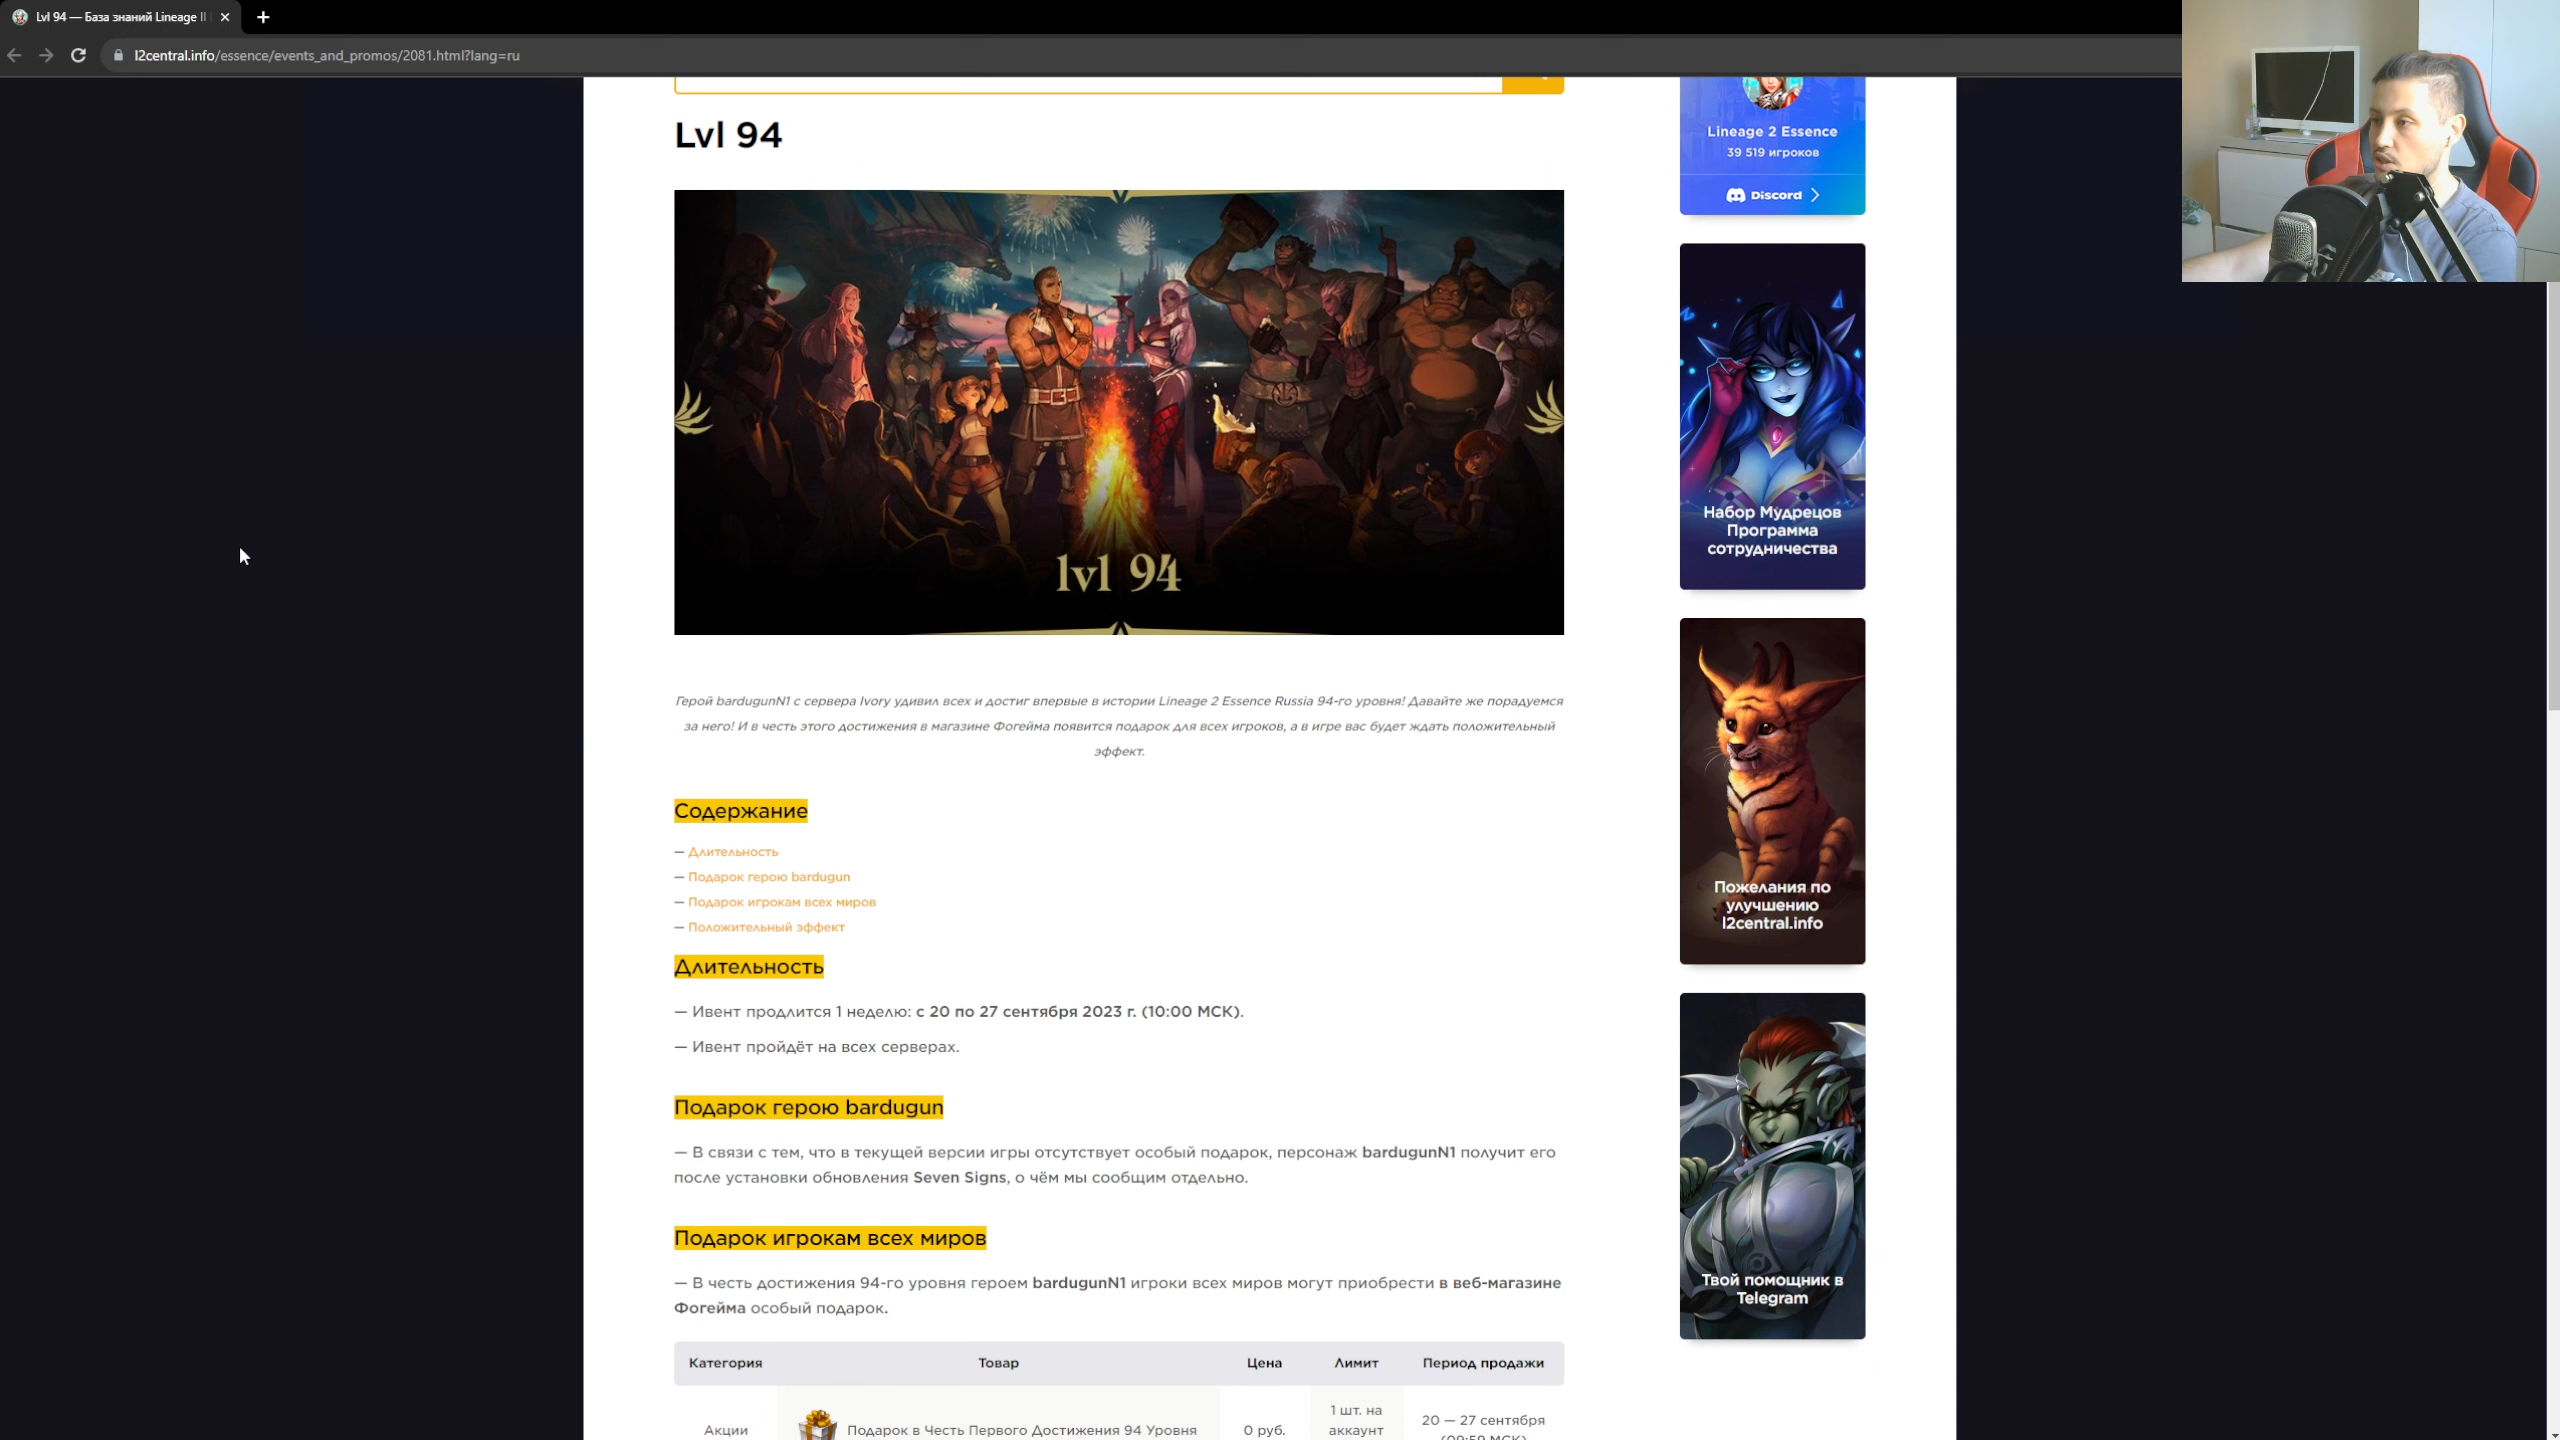 Lvl 94 — База знаний Lineage II
l2central.info/essence/events_and_promos/2081.html?lang=ru
Lvl 94
lvl 94
Герой bardugunN1 с сервера Ivory удивил всех и достиг впервые в истории Lineage 2 Essence Russia 94-го уровня! Давайте же порадуемся
за него! И в честь этого достижения в магазине Фогейма появится подарок для всех игроков, а в игре вас будет ждать положительный
эффект.
Содержание
— Длительность
— Подарок герою bardugun
— Подарок игрокам всех миров
— Положительный эффект
Длительность
— Ивент продлится 1 неделю: с 20 по 27 сентября 2023 г. (10:00 МСК).
— Ивент пройдёт на всех серверах.
Подарок герою bardugun
— В связи с тем, что в текущей версии игры отсутствует особый подарок, персонаж bardugunN1 получит его
после установки обновления Seven Signs, о чём мы сообщим отдельно.
Подарок игрокам всех миров
— В честь достижения 94-го уровня героем bardugunN1 игроки всех миров могут приобрести в веб-магазине
Фогейма особый подарок.
Категория Товар Цена Лимит Период продажи
Акции Подарок в Честь Первого Достижения 94 Уровня 0 руб. 1 шт. на
аккаунт 20 — 27 сентября
(09:59 МСК)
Lineage 2 Essence
39 519 игроков
Discord
Набор Мудрецов
Программа
сотрудничества
Пожелания по
улучшению
l2central.info
Твой помощник в
Telegram